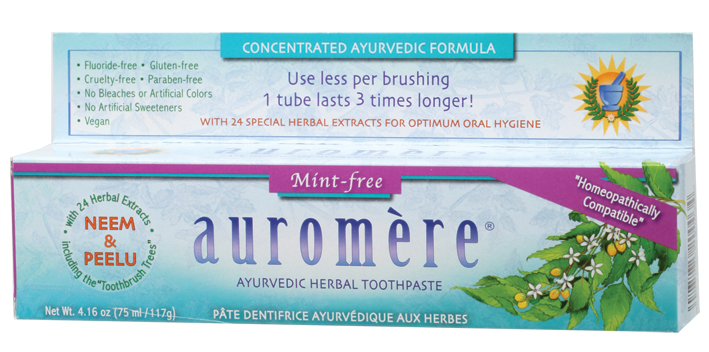 CONCENTRATED AYURVEDIC FORMULA
• Fluoride-free • Gluten-free
• Cruelty-free • Paraben-free
• No Bleaches or Artificial Colors
• No Artificial Sweeteners
• Vegan
Use less per brushing
1 tube lasts 3 times longer!
WITH 24 SPECIAL HERBAL EXTRACTS FOR OPTIMUM ORAL HYGIENE
Mint-free
"Homeopathically
Compatible"
• With 24 Herbal Extracts •
NEEM
&
PEELU
including the "Toothbrush Trees"
auromère®
AYURVEDIC HERBAL TOOTHPASTE
Net Wt. 4.16 oz (75 ml /117g)
PÂTE DENTIFRICE AYURVÉDIQUE AUX HERBES